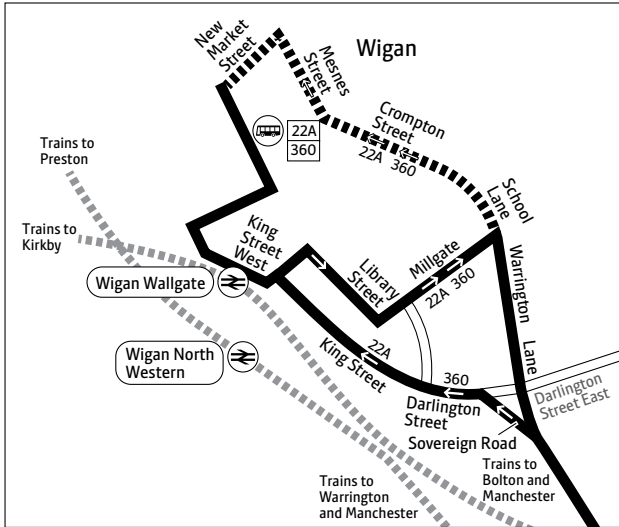 New
Market
Street
Mesnes
Street
Wigan
Crompton
Street
22A
360
22A 360
School
Lane
Trains to
Preston
Trains to
Kirkby
King
Street
West
Library
Street
Millgate
22A 360
Warrington
Lane
Wigan Wallgate
Wigan North
Western
22A
King Street
360
Darlington
Street
Darlington
Street East
Sovereign Road
Trains to
Warrington
and Manchester
Trains to
Bolton and
Manchester